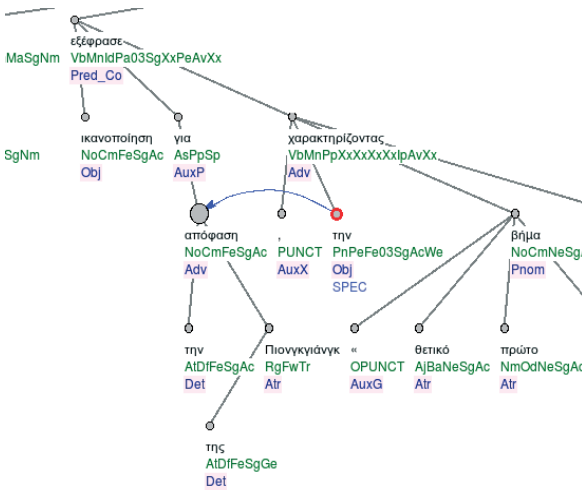 εξέφρασε
MaSgNm VbMnIdPa03SgXxPeAvXx
Pred_Co
ικανοποίηση για χαρακτηρίζοντας
SgNm NoCmFeSgAc AsPpSp VbMnPpXxXxXxXxIpAvXx
Obj AuxP Adv
απόφαση , την βήμα
NoCmFeSgAc PUNCT PnPeFe03SgAcWe NoCmNeSgA
Adv AuxX Obj Pnom
SPEC
την Πιονγκγιάνγκ « θετικό πρώτο
AtDfFeSgAc RgFwTr OPUNCT AjBaNeSgAc NmOdNeSgAc
Det Atr AuxG Atr Atr
της
AtDfFeSgGe
Det